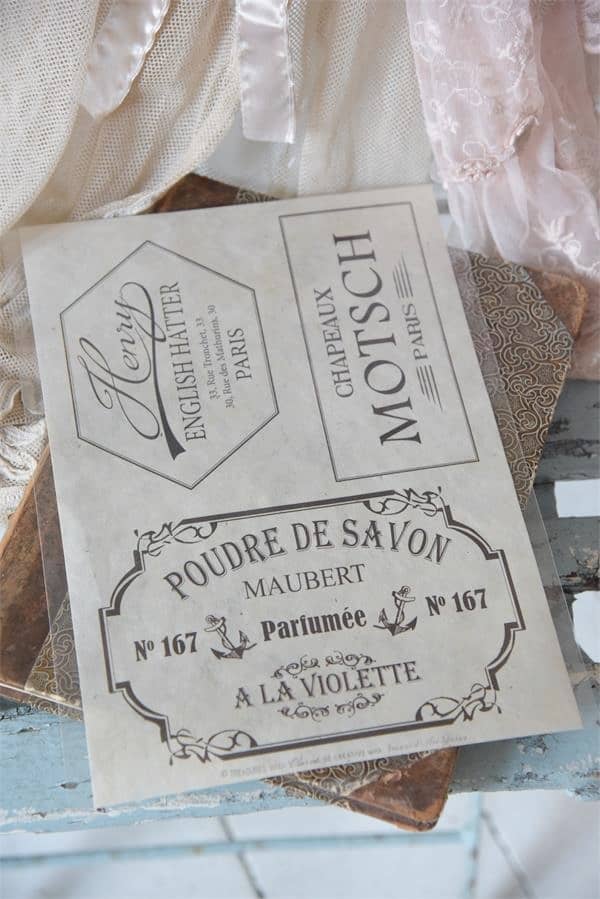 Henry
ENGLISH HATTER
33, Rue Tronchet, 33
30, Rue des Mathurins, 30
PARIS
CHAPEAUX
MOTSCH
PARIS
POUDRE DE SAVON
MAUBERT
Nº 167 Parfumée Nº 167
A LA VIOLETTE